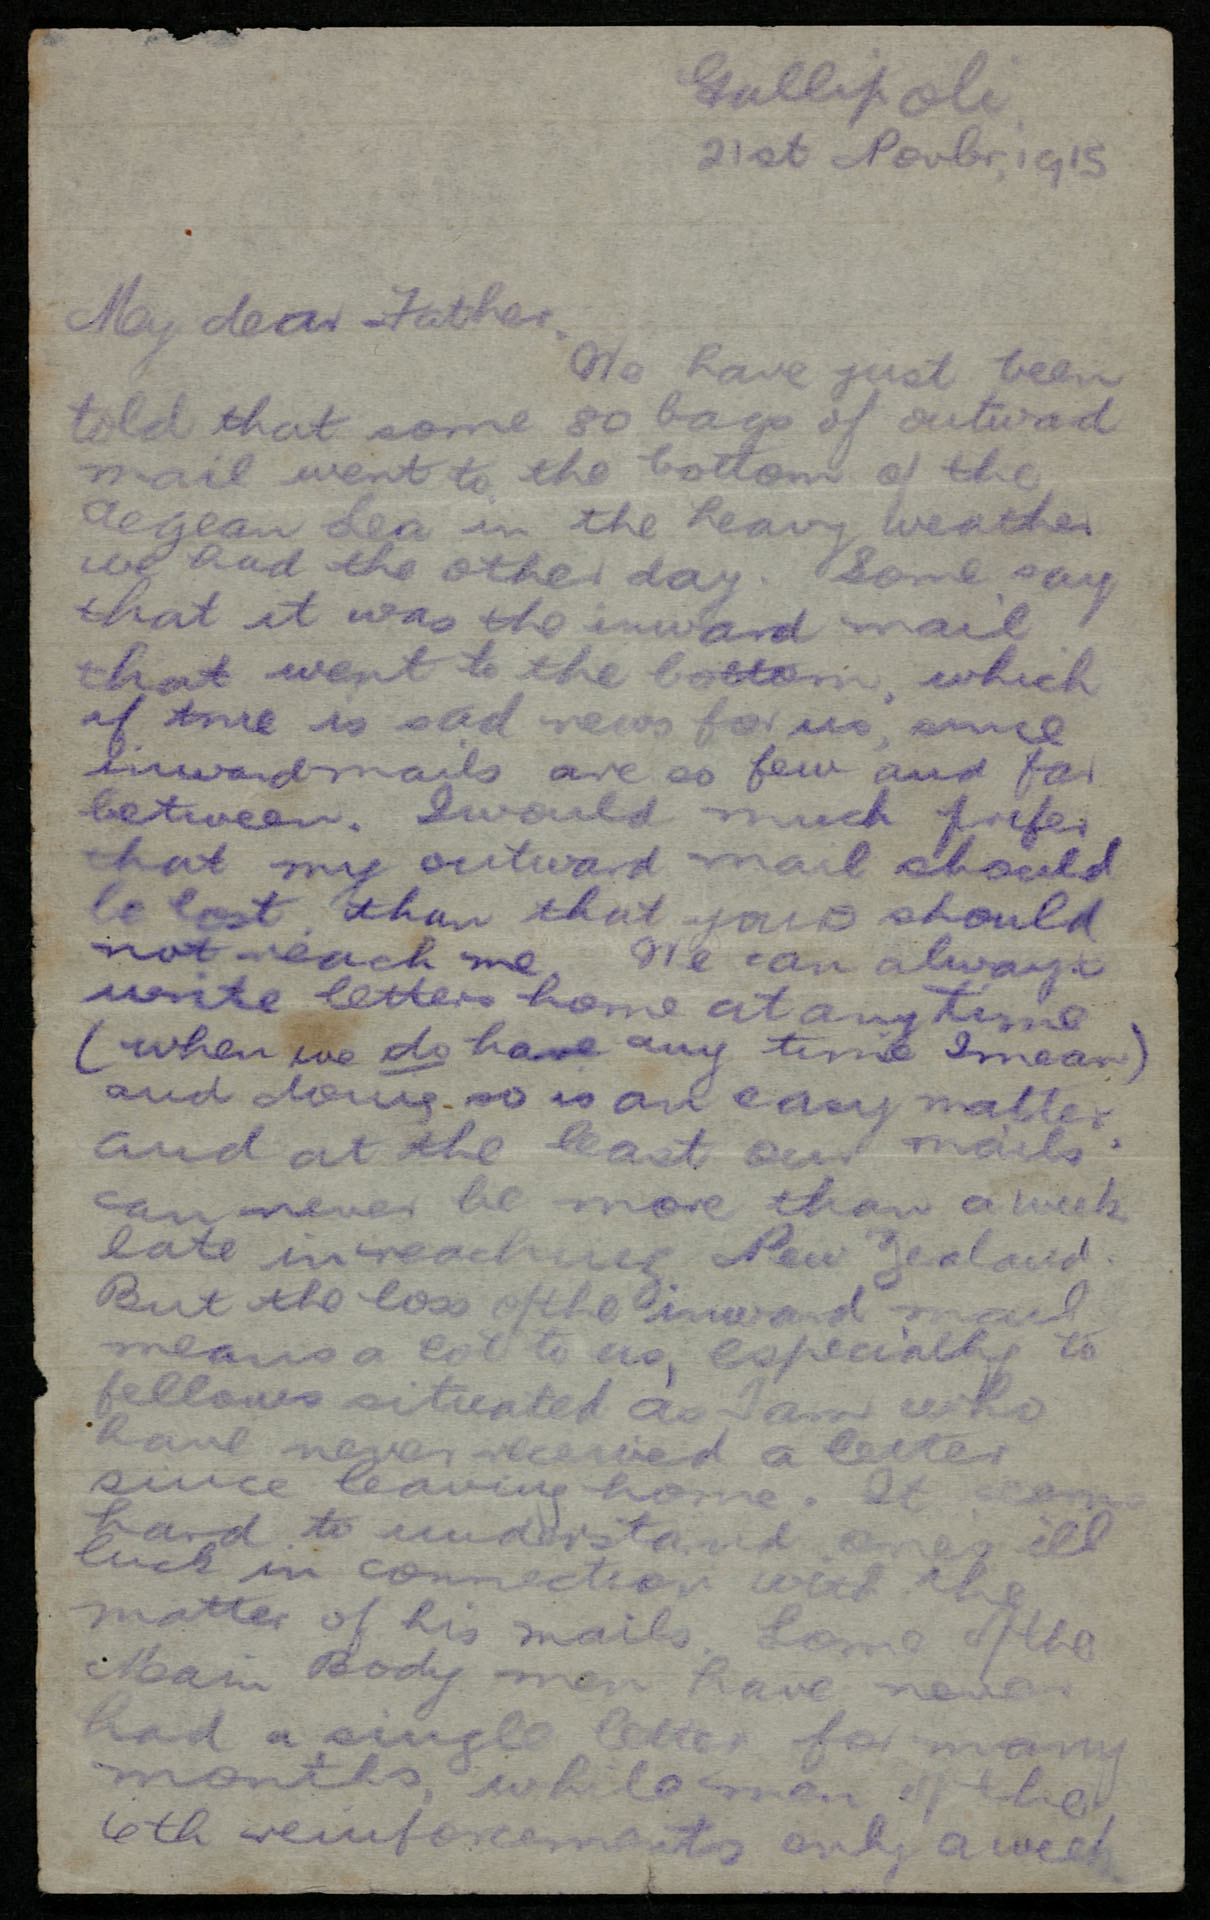 Gallipoli,
21st Novbr, 1915
My dear Father,
We have just been
told that some 80 bags of outward
mail went to the bottom of the
Aegean Sea in the heavy weather
we had the other day. Some say
that it was the inward mail
that went to the bottom, which
if true is sad news for us, since
inward mails are so few and far
between. I would much prefer
that my outward mail should
be lost than that yours should
not reach me. We can always
write letters home at any time
(when we do have any time I mean)
and doing so is an easy matter,
and at the least our mails
can never be more than a week
late in reaching New Zealand.
But the loss of the inward mail
means a lot to us, especially to
fellows situated as I am who
have never received a letter
since leaving home. It seems
hard to understand one's ill
luck in connection with the
matter of his mails. Some of the
Main Body men have never
had a single letter for many
months, while men of the
6th reinforcements only a week